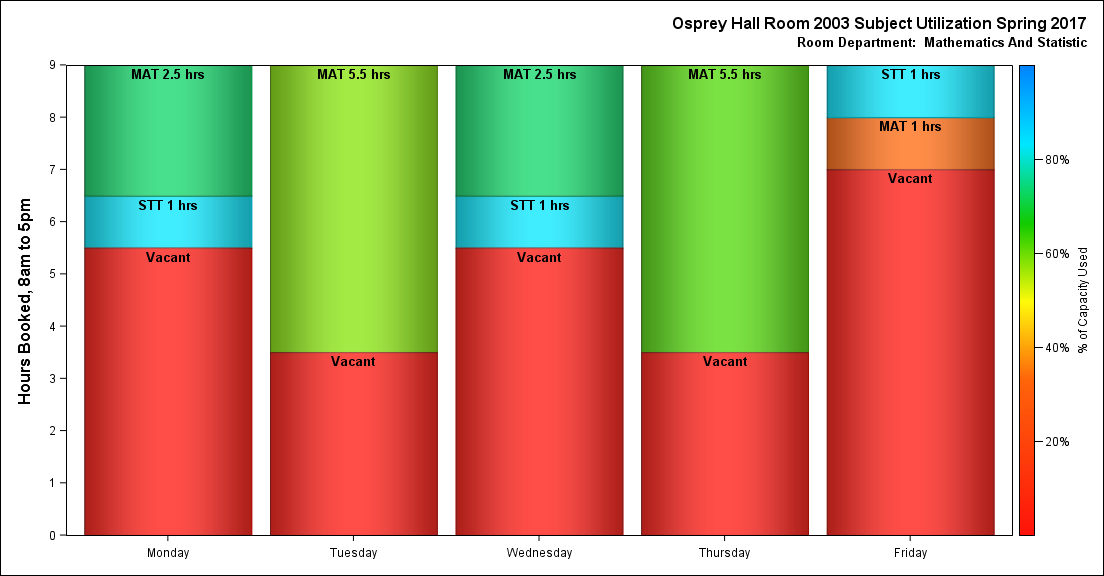 Osprey Hall Room 2003 Subject Utilization Spring 2017
Room Department:  Mathematics And Statistic
Hours Booked, 8am to 5pm
9
8
7
6
5
4
3
2
1
0
MAT 2.5 hrs
STT 1 hrs
Vacant
MAT 5.5 hrs
Vacant
MAT 2.5 hrs
STT 1 hrs
Vacant
MAT 5.5 hrs
Vacant
STT 1 hrs
MAT 1 hrs
Vacant
Monday
Tuesday
Wednesday
Thursday
Friday
80%
60%
40%
20%
% of Capacity Used